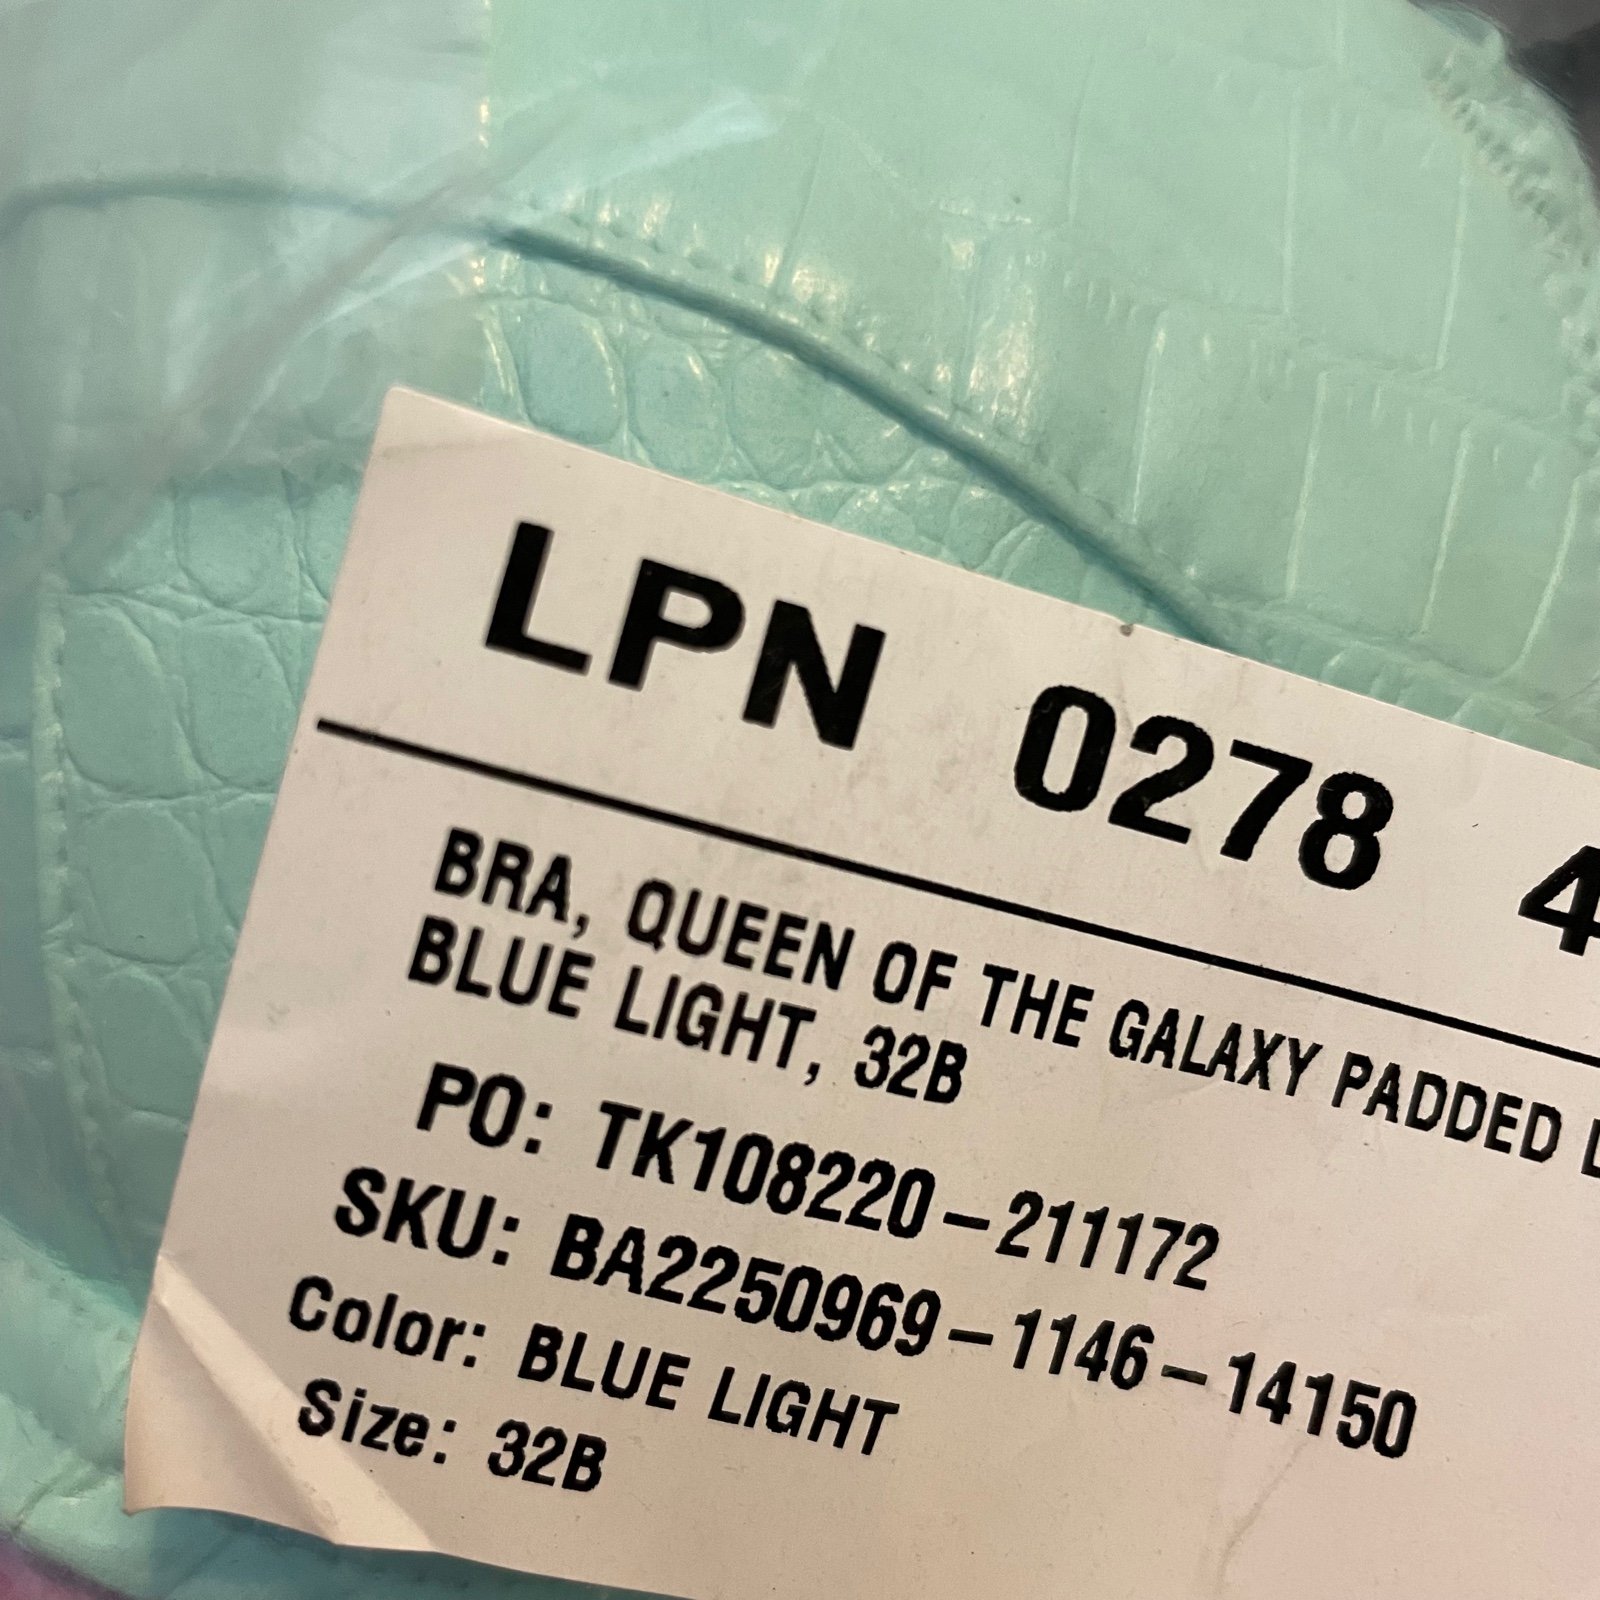 LPN 0278 4
BRA, QUEEN OF THE GALAXY PADDED
BLUE LIGHT, 32B
PO: TK108220-211172
SKU: BA2250969-1146-14150
Color: BLUE LIGHT
Size: 32B